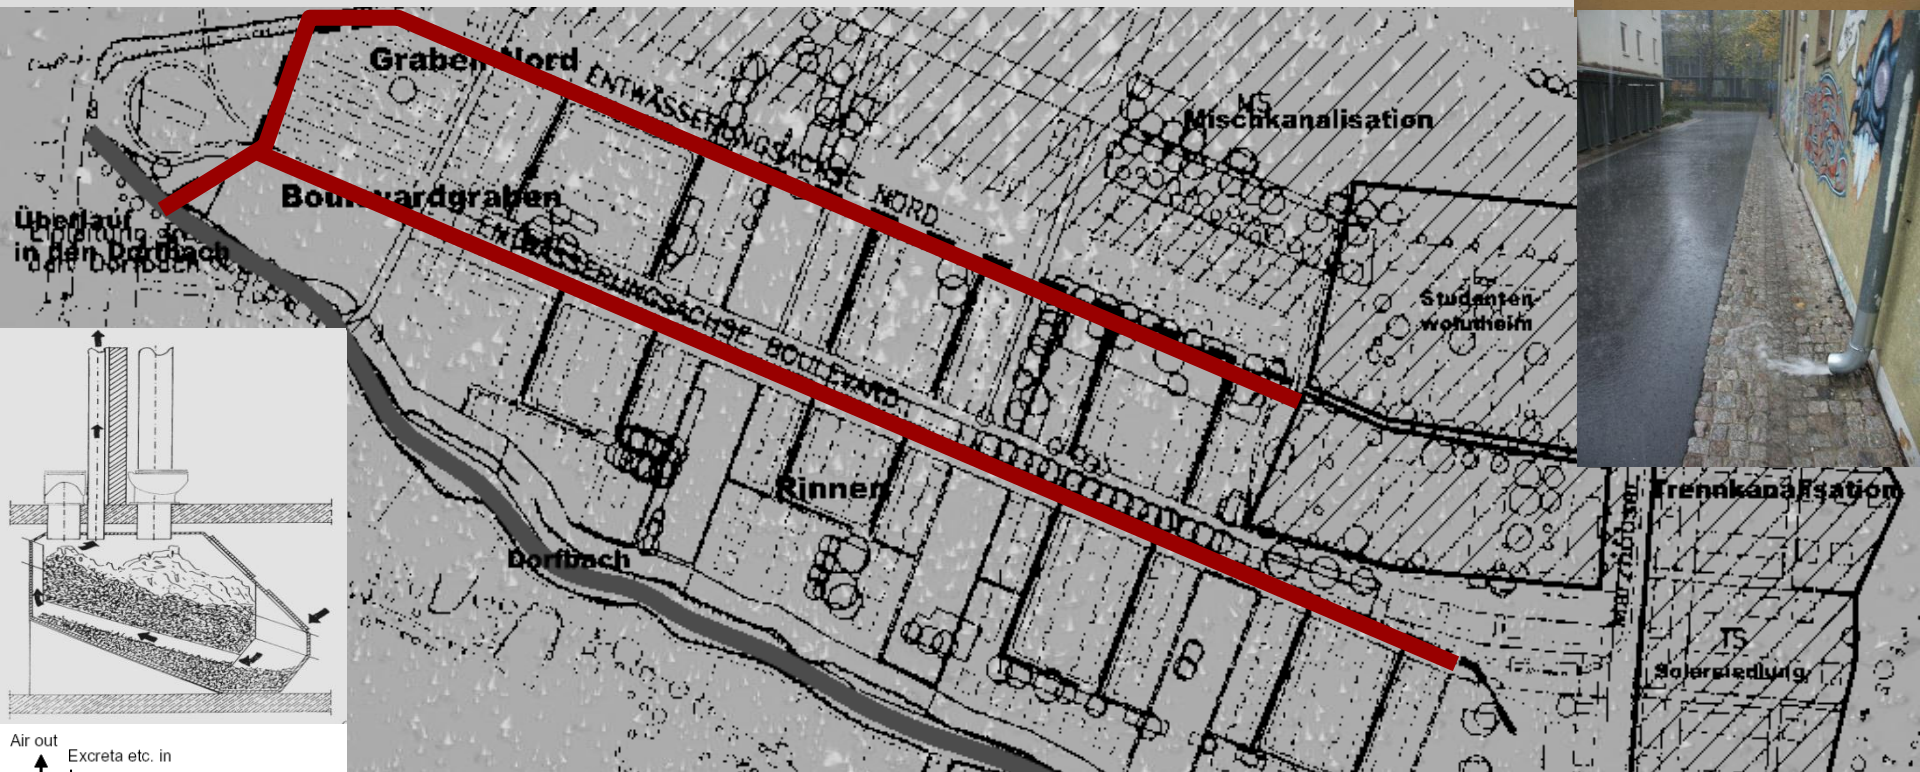 Graben Nord
ENTWÄSSERUNGSACHSE NORD
MS
Mischkanalisation
Boulevardgraben
ENTWÄSSERUNGSACHSE BOULEVARD
Überlauf
in den Dorfbach
Studenten-
wohnheim
Rinnen
Trennkanalisation
Dorfbach
TS
Solarsiedlung
Air out
Excreta etc. in